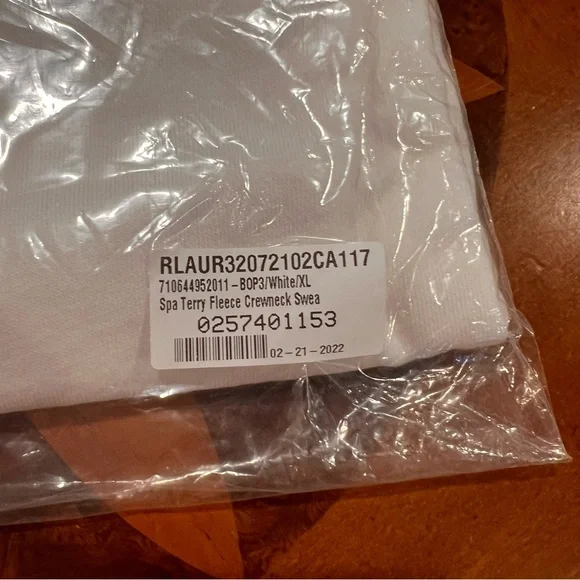 RLAUR32072102CA117
710644952011-BOP3/White/XL
Spa Terry Fleece Crewneck Swea
0257401153
02-21-2022